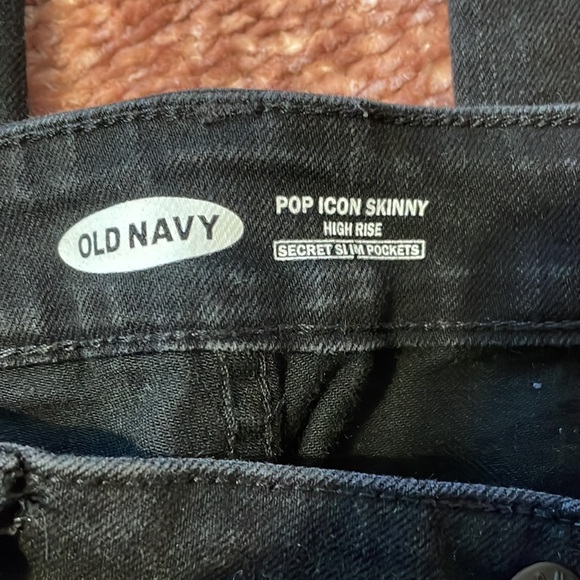 OLD NAVY
POP ICON SKINNY
HIGH RISE
SECRET SLIM POCKETS